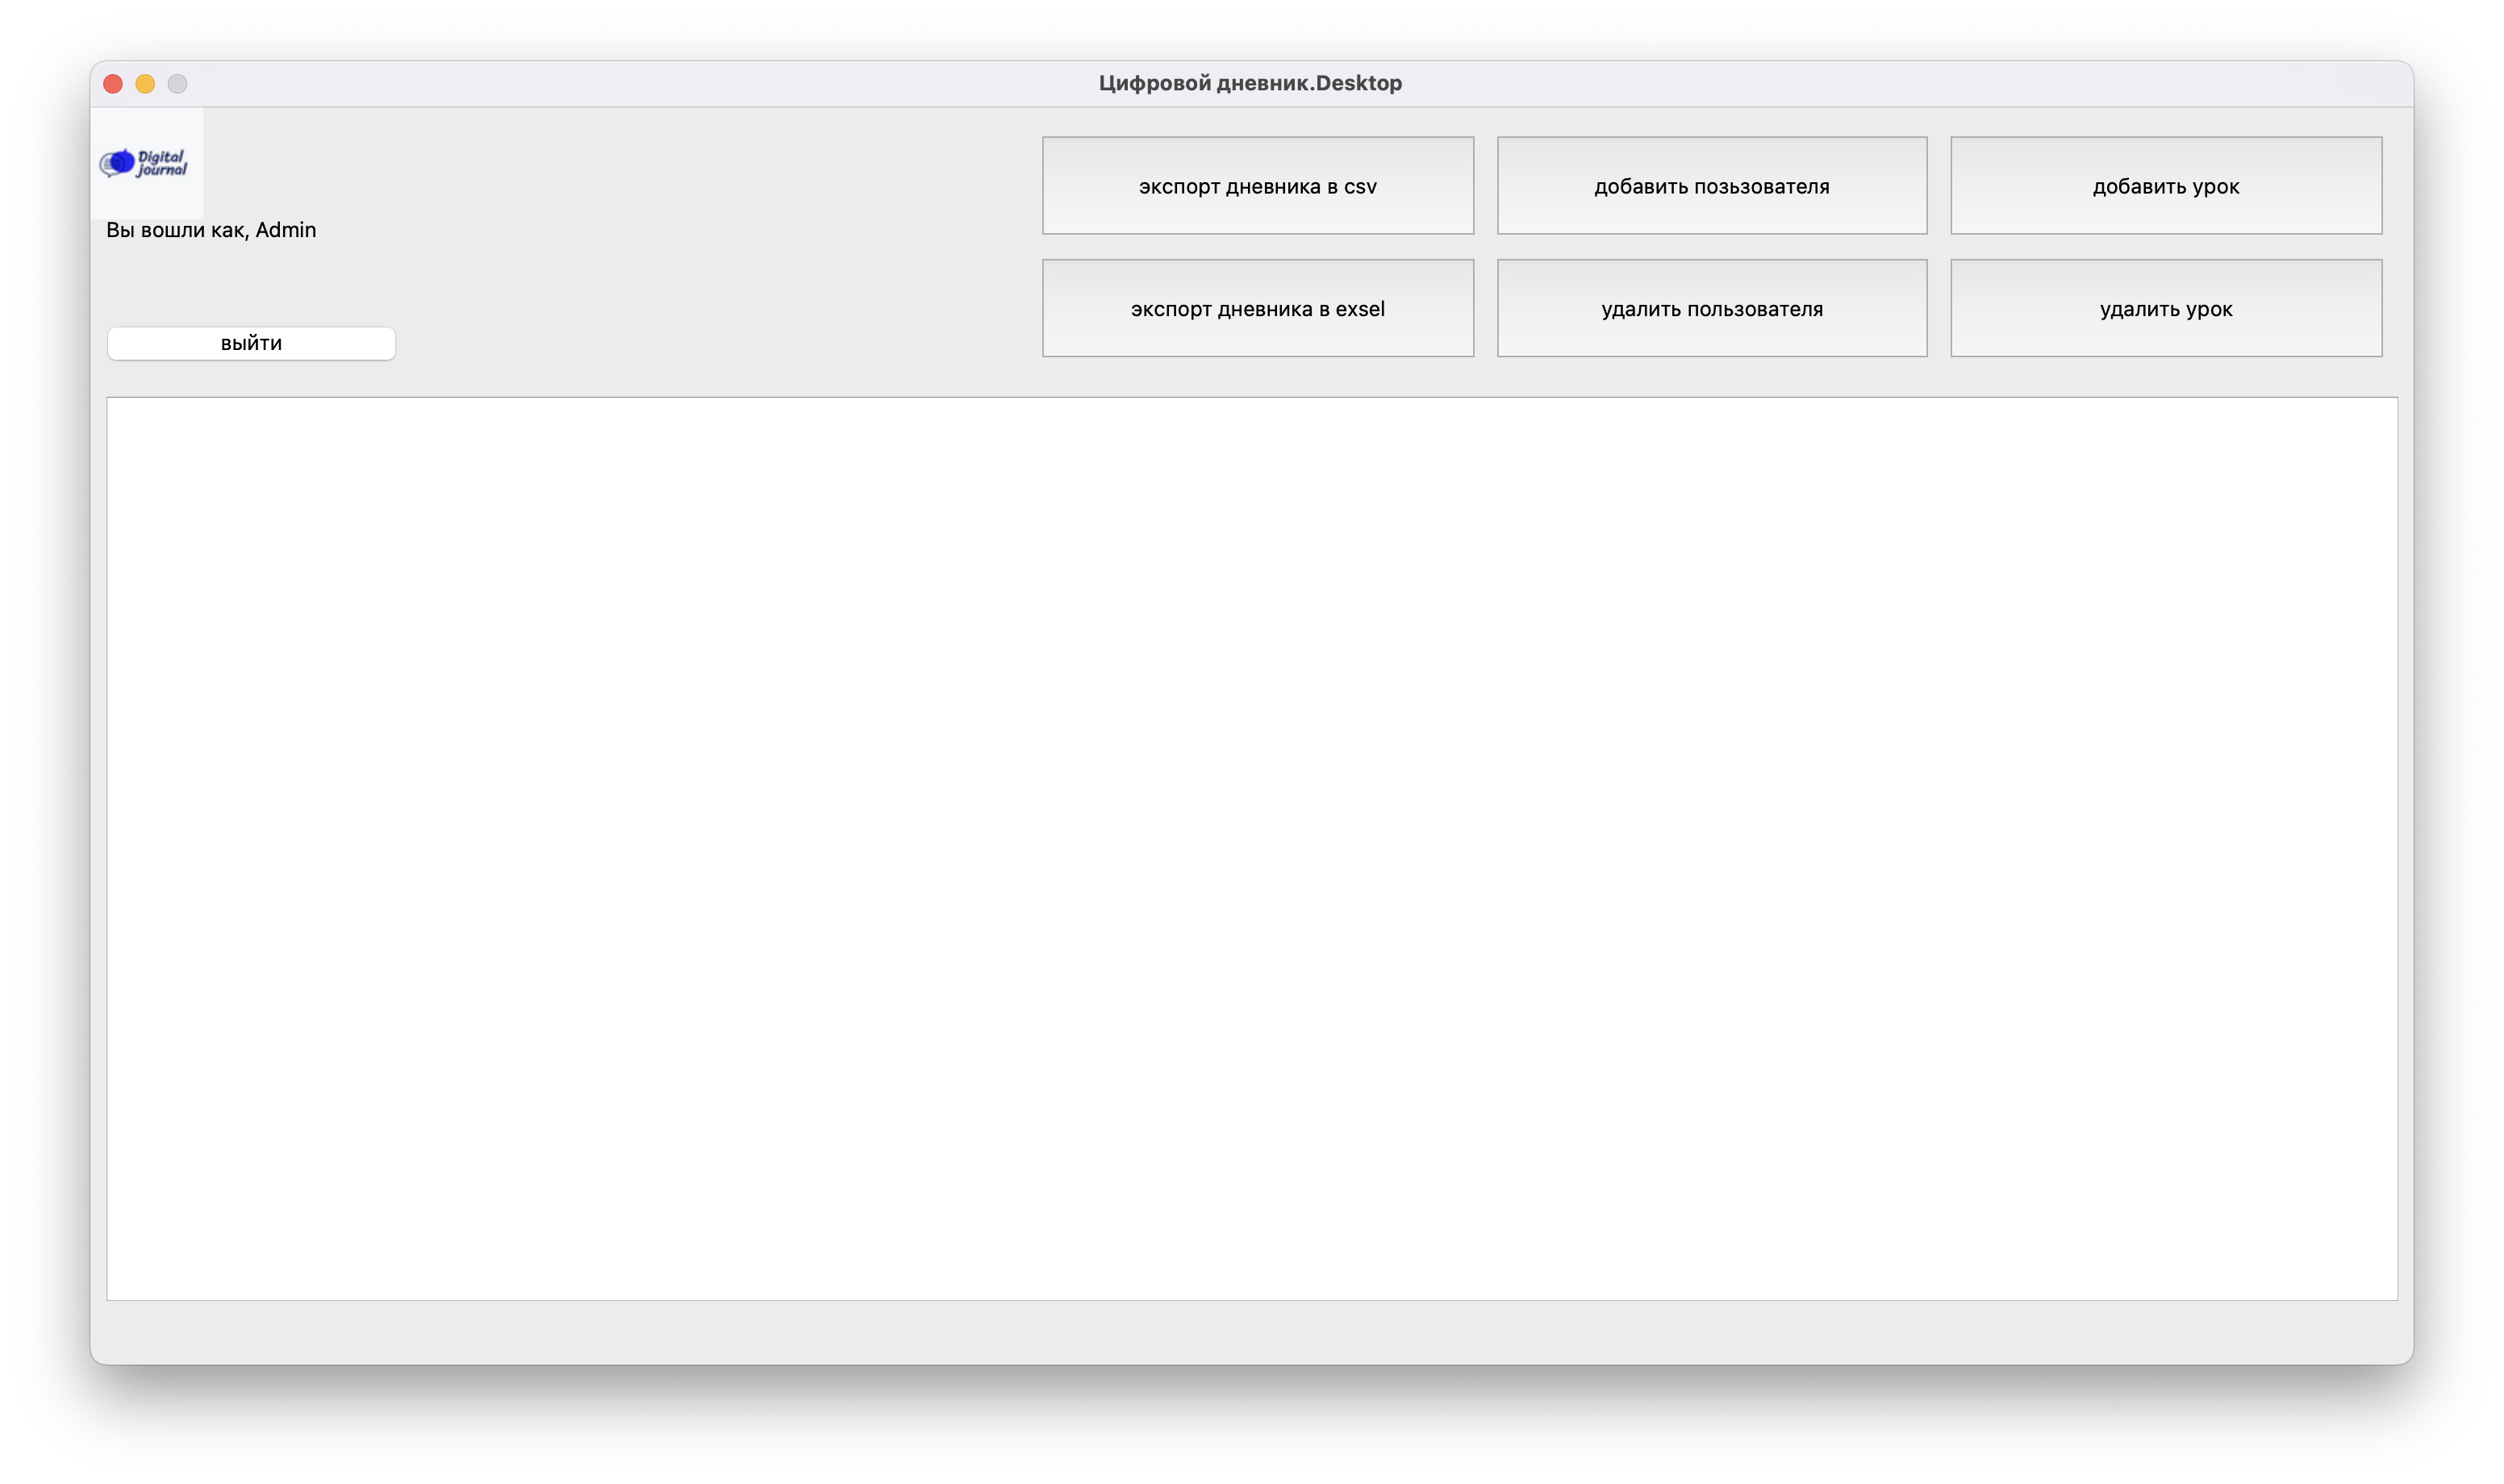 Цифровой дневник.Desktop
Digital
journal
Вы вошли как, Admin
выйти
экспорт дневника в csv
добавить позьзователя
добавить урок
экспорт дневника в exsel
удалить пользователя
удалить урок